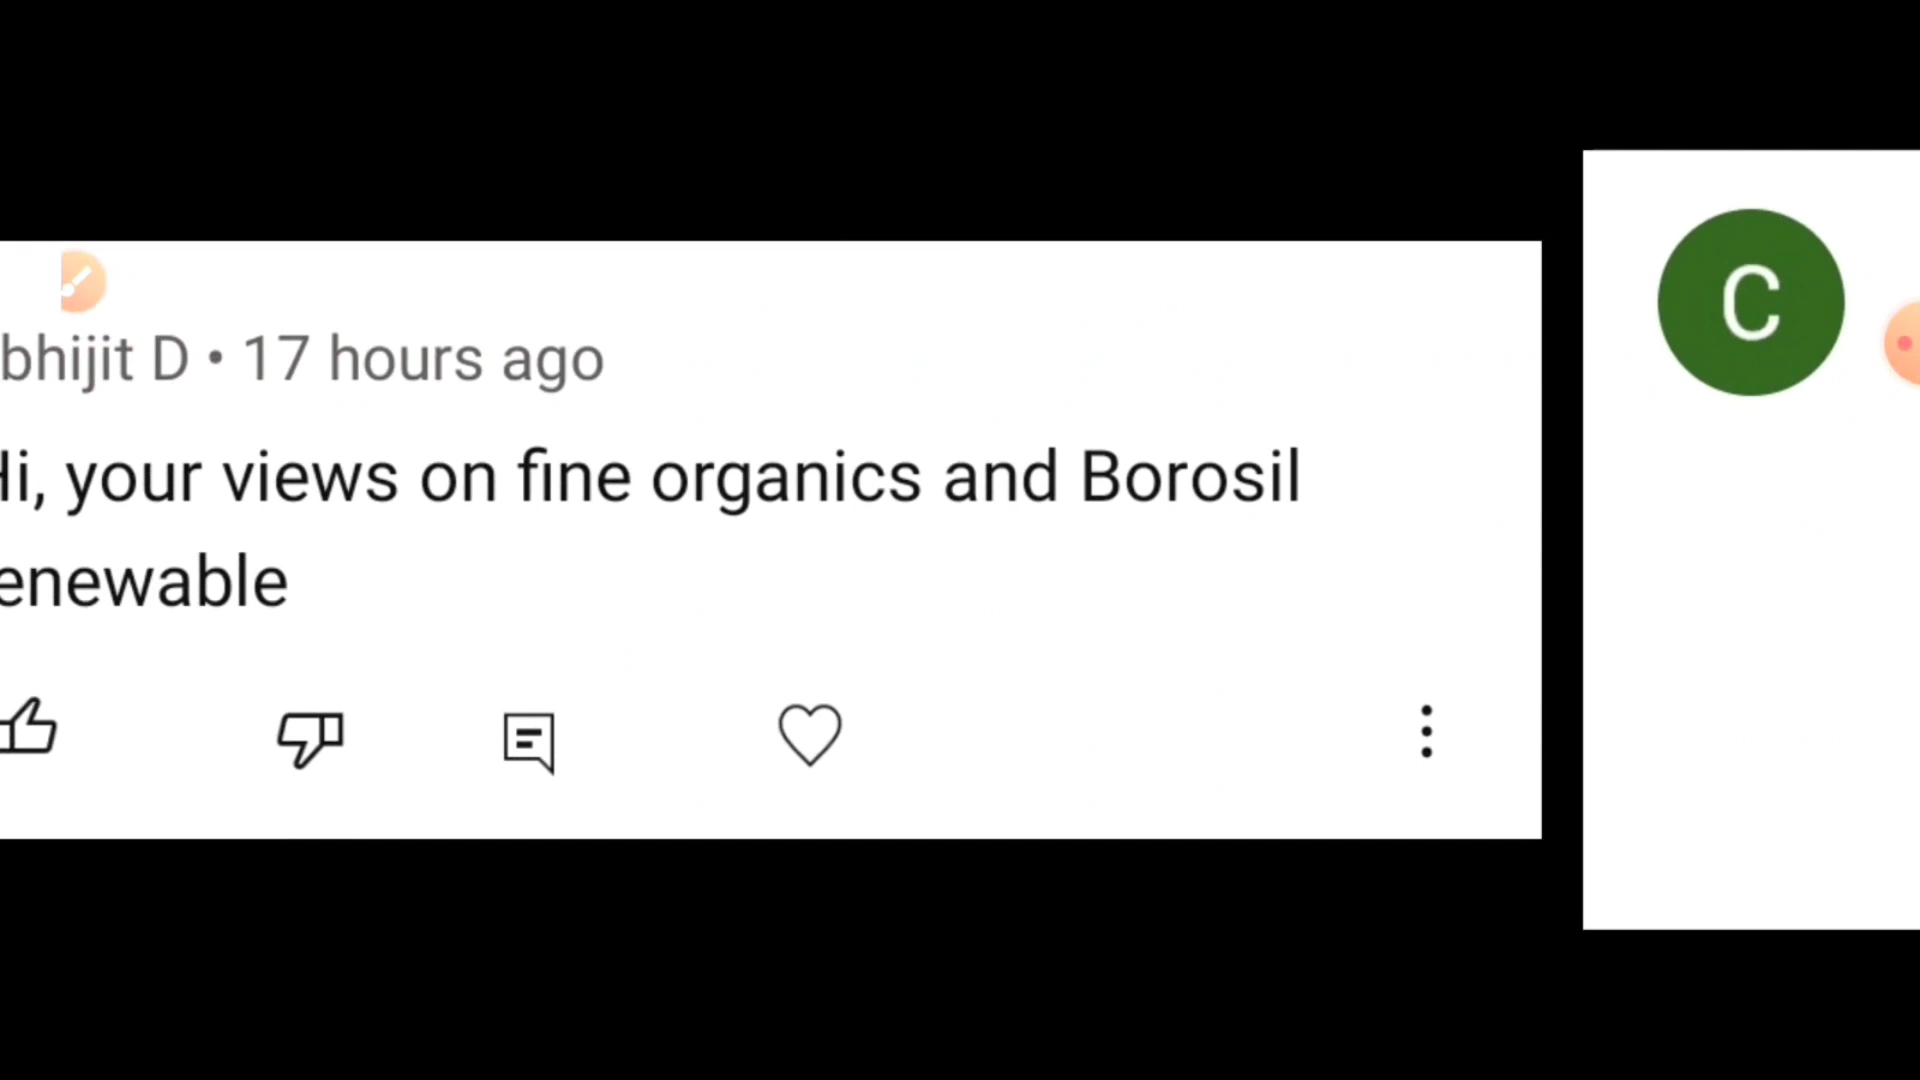 bhijit D • 17 hours ago
Hi, your views on fine organics and Borosil
enewable
C